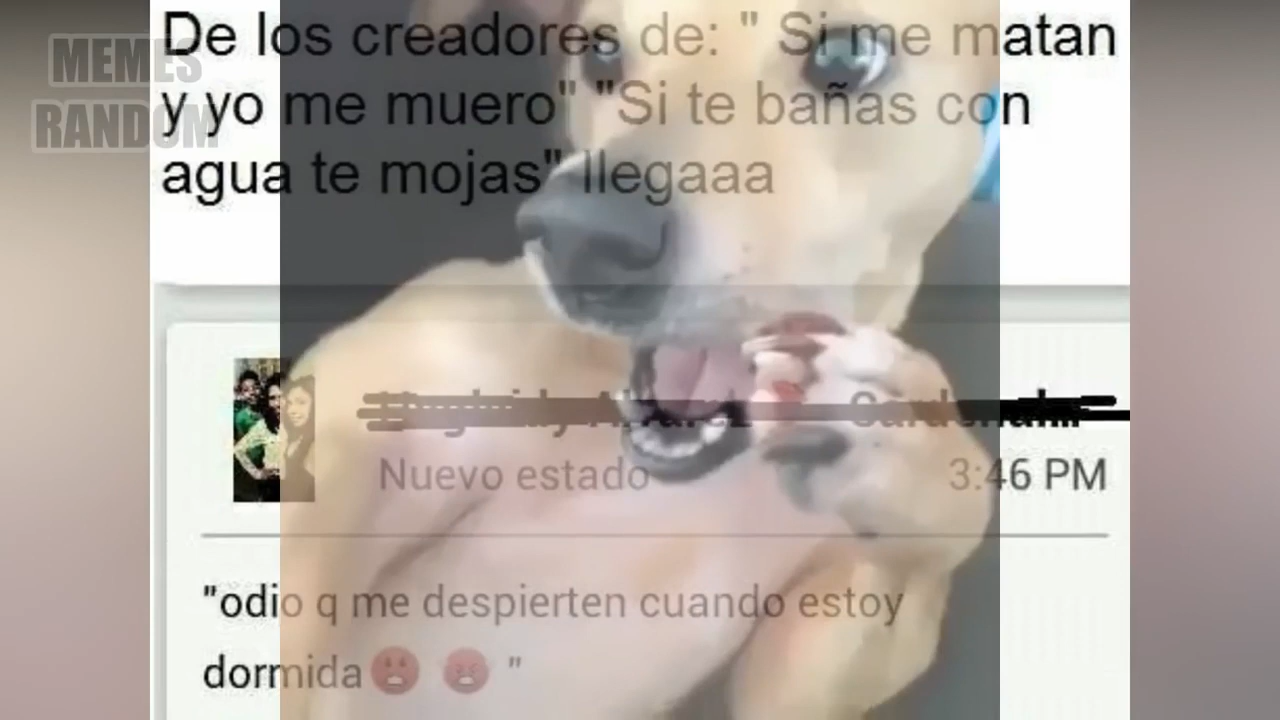 MEMES
RANDOM
De los creadores de: " Si me matan
y yo me muero" "Si te bañas con
agua te mojas" llegaaa
Nuevo estado
3:46 PM
"odio q me despierten cuando estoy
dormida😡 😡 "